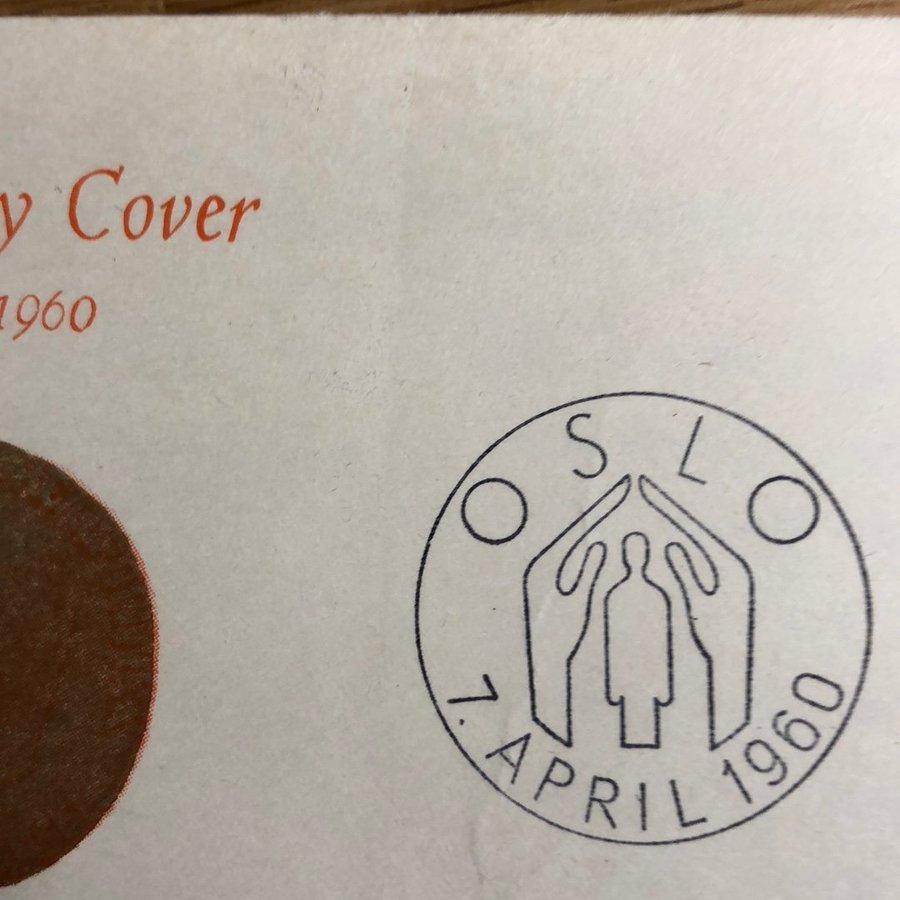 y Cover
1960
OSLO
7. APRIL 1960